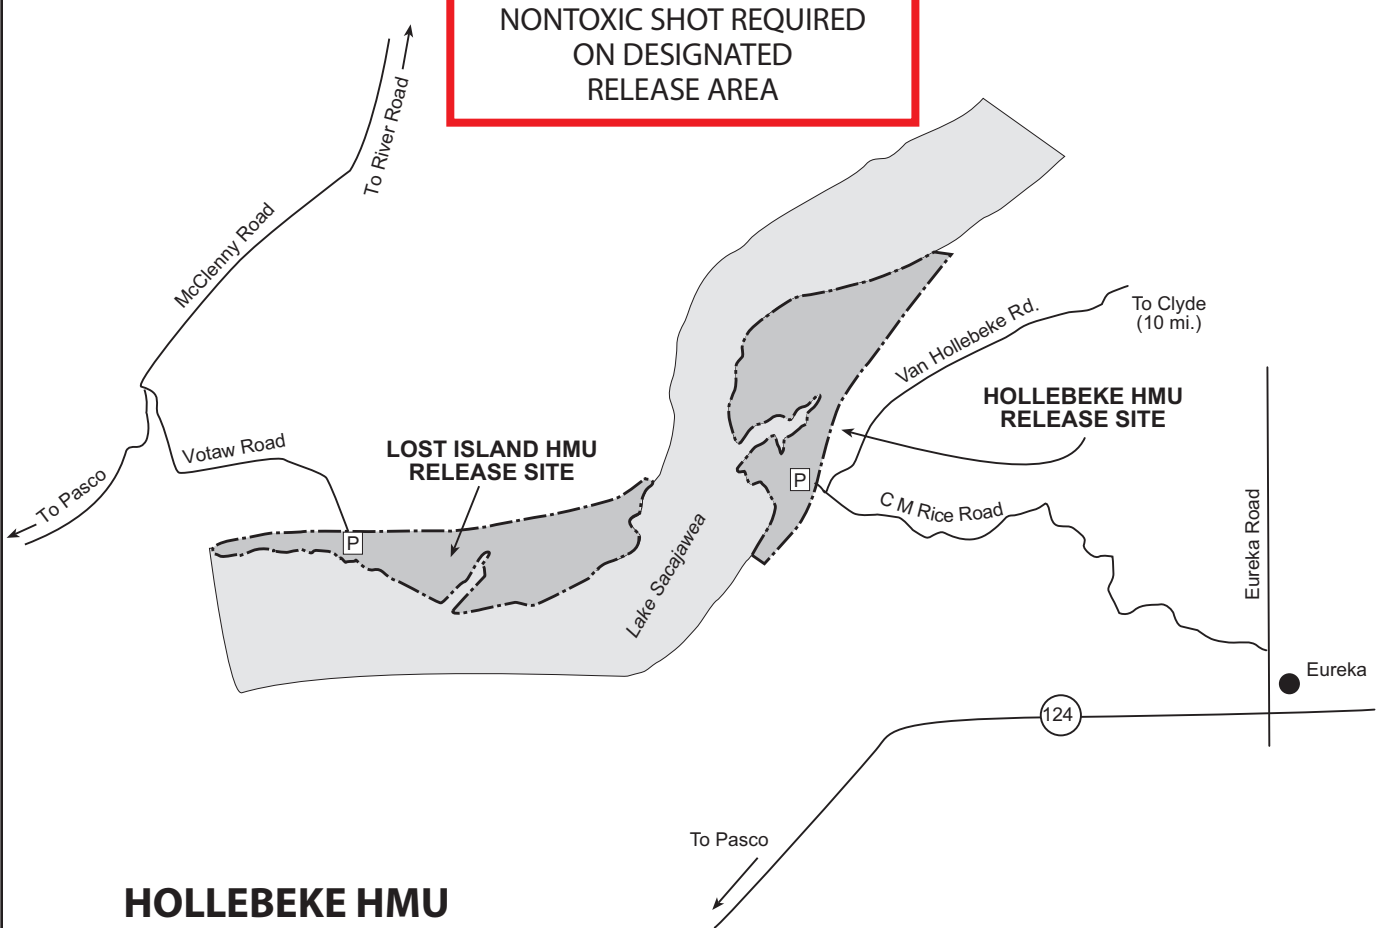 NONTOXIC SHOT REQUIRED
ON DESIGNATED
RELEASE AREA
To River Road
McClenny Road
To Clyde
(10 mi.)
Van Hollebeke Rd.
HOLLEBEKE HMU
RELEASE SITE
Votaw Road
LOST ISLAND HMU
RELEASE SITE
To Pasco
P
C M Rice Road
P
Lake Sacajawea
Eureka Road
Eureka
124
To Pasco
HOLLEBEKE HMU